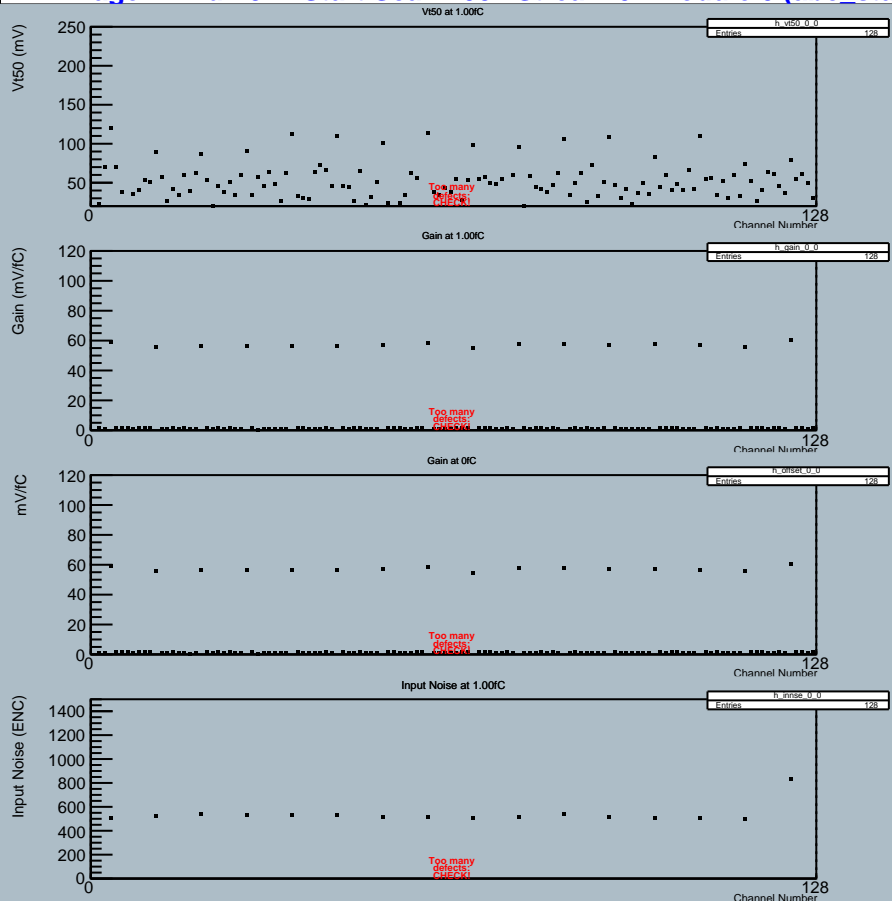 Vt50 at 1.00fC
h_vt50_0_0
Entries 128
Vt50 (mV)
250
200
150
100
50
0
128
Too many
defects:
CHECK!
Channel Number
Gain at 1.00fC
h_gain_0_0
Entries 128
Gain (mV/fC)
120
100
80
60
40
20
0
0
128
Too many
defects:
CHECK!
Channel Number
Gain at 0fC
h_offset_0_0
Entries 128
mV/fC
120
100
80
60
40
20
0
0
128
Too many
defects:
CHECK!
Channel Number
Input Noise at 1.00fC
h_innse_0_0
Entries 128
Input Noise (ENC)
1400
1200
1000
800
600
400
200
0
0
128
Too many
defects:
CHECK!
Channel Number